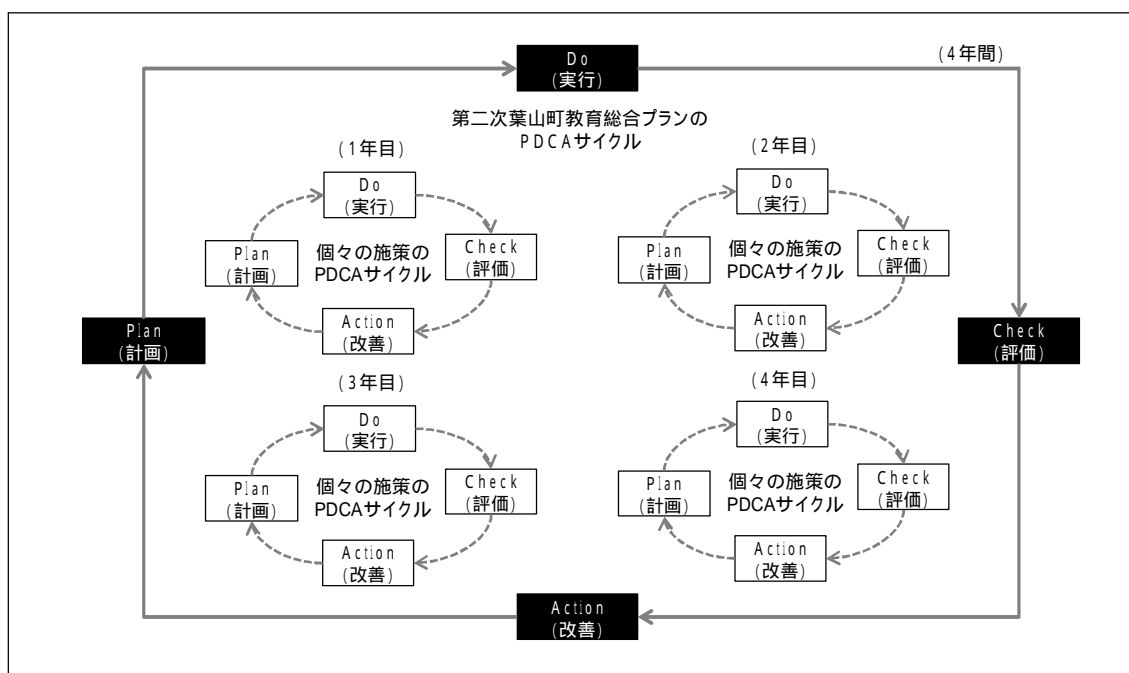 Do
(実行)
(4年間)
第二次葉山町教育総合プランの
PDCAサイクル
(1年目)
Do
(実行)
Plan
(計画)
個々の施策の
PDCAサイクル
Check
(評価)
Action
(改善)
(2年目)
Do
(実行)
Plan
(計画)
個々の施策の
PDCAサイクル
Check
(評価)
Action
(改善)
Plan
(計画)
Check
(評価)
(3年目)
Do
(実行)
Plan
(計画)
個々の施策の
PDCAサイクル
Check
(評価)
Action
(改善)
(4年目)
Do
(実行)
Plan
(計画)
個々の施策の
PDCAサイクル
Check
(評価)
Action
(改善)
Action
(改善)